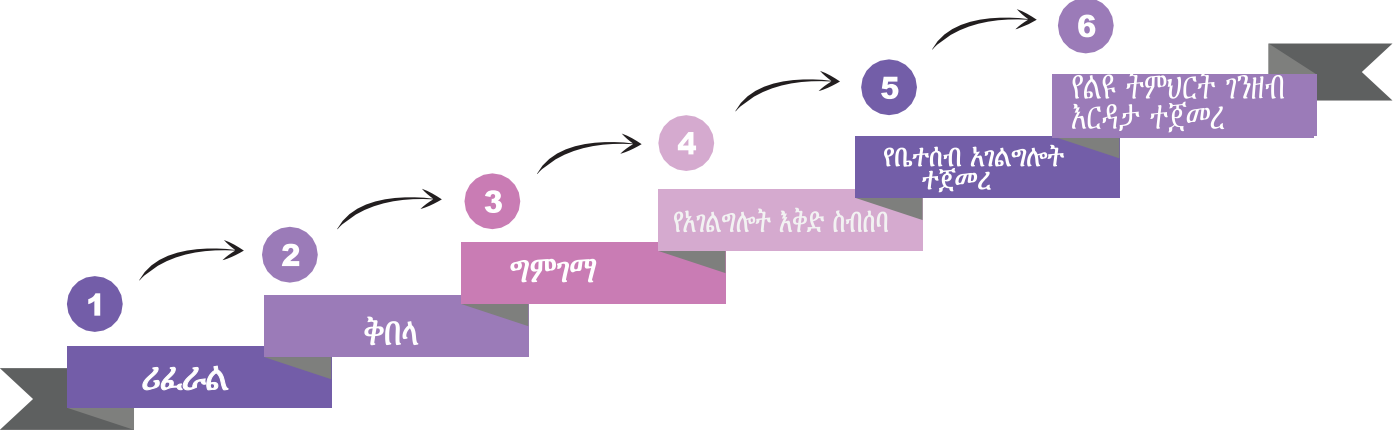 1
ሪፈራል
2
ቅበላ
3
ግምገማ
4
የአገልግሎት እቅድ ስብሰባ
5
የቤተሰብ አገልግሎት
ተጀመረ
6
የልዩ ትምህርት ገንዘብ
እርዳታ ተጀመረ